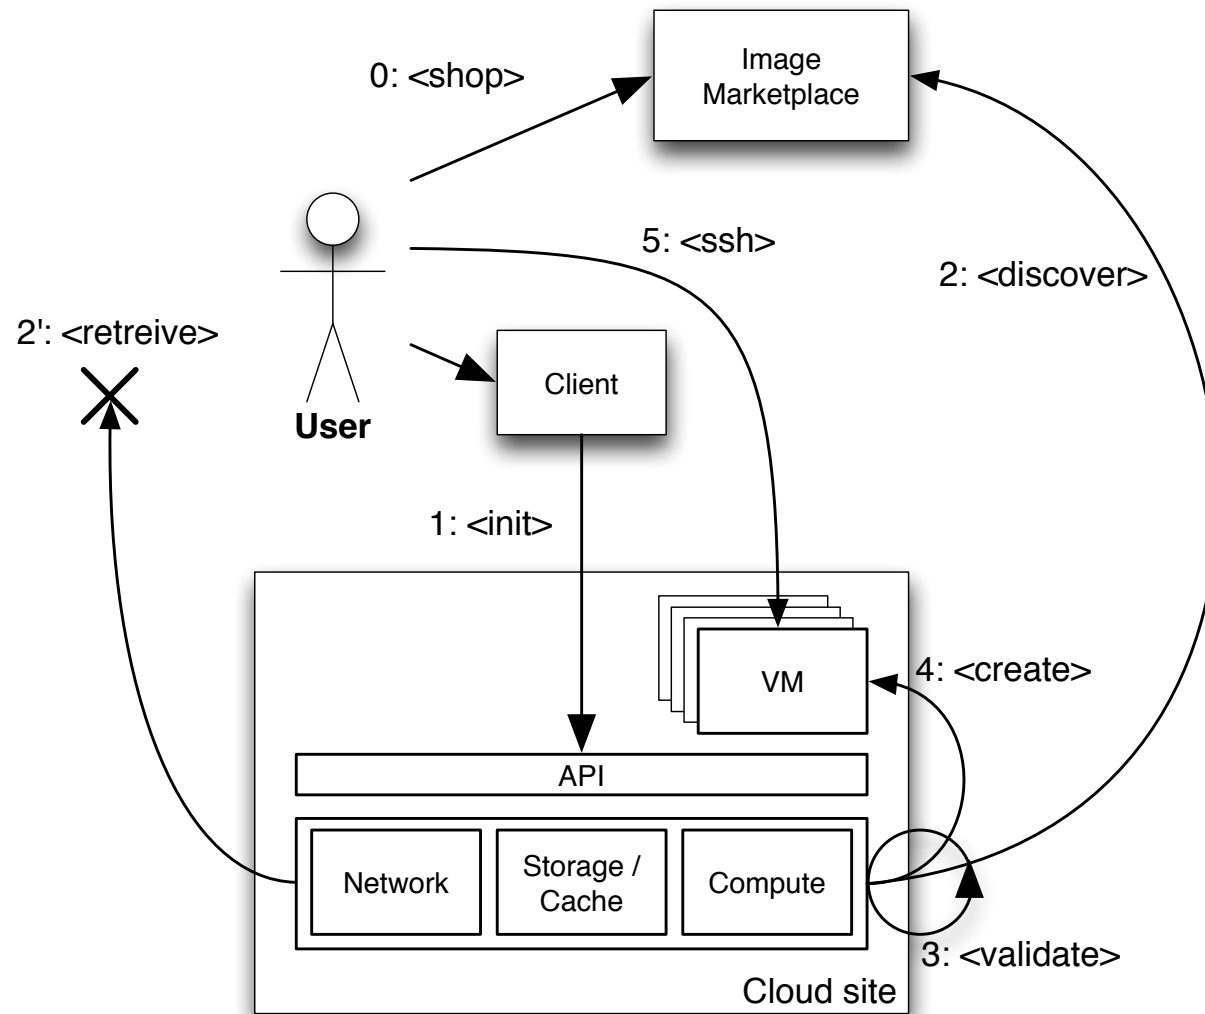 0: <shop>
Image
Marketplace
5: <ssh>
2: <discover>
2': <retreive>
Client
User
1: <init>
VM
4: <create>
API
Network
Storage /
Cache
Compute
3: <validate>
Cloud site